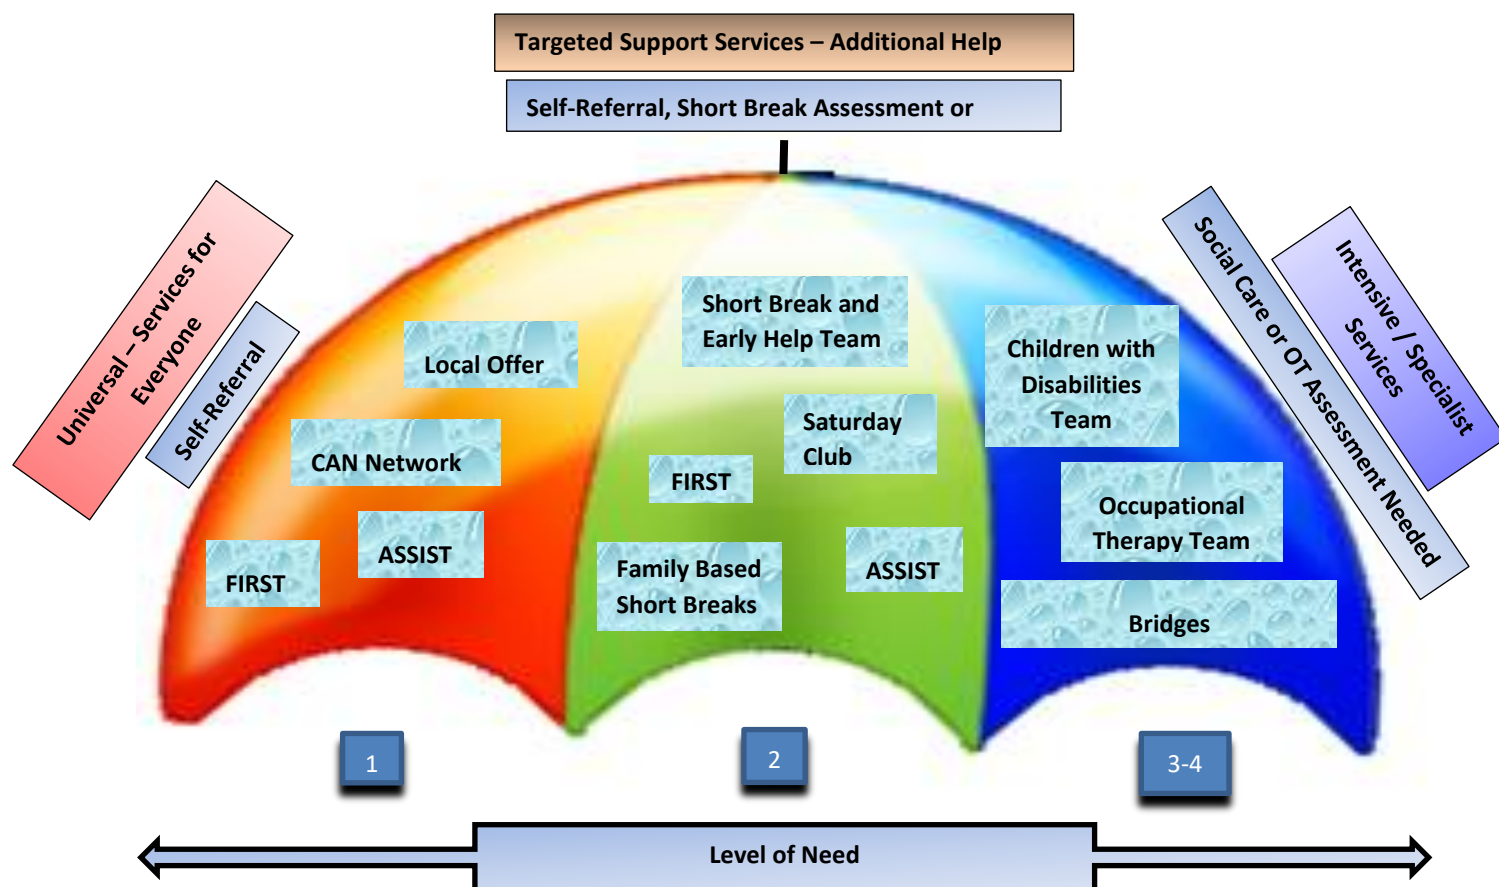 Targeted Support Services – Additional Help
Self-Referral, Short Break Assessment or
Universal – Services for
Everyone
Self-Referral
Local Offer
CAN Network
ASSIST
FIRST
Short Break and
Early Help Team
Saturday
Club
FIRST
Family Based
Short Breaks
ASSIST
Children with
Disabilities
Team
Occupational
Therapy Team
Bridges
Social Care or OT Assessment Needed
Intensive / Specialist
Services
1
2
3-4
Level of Need